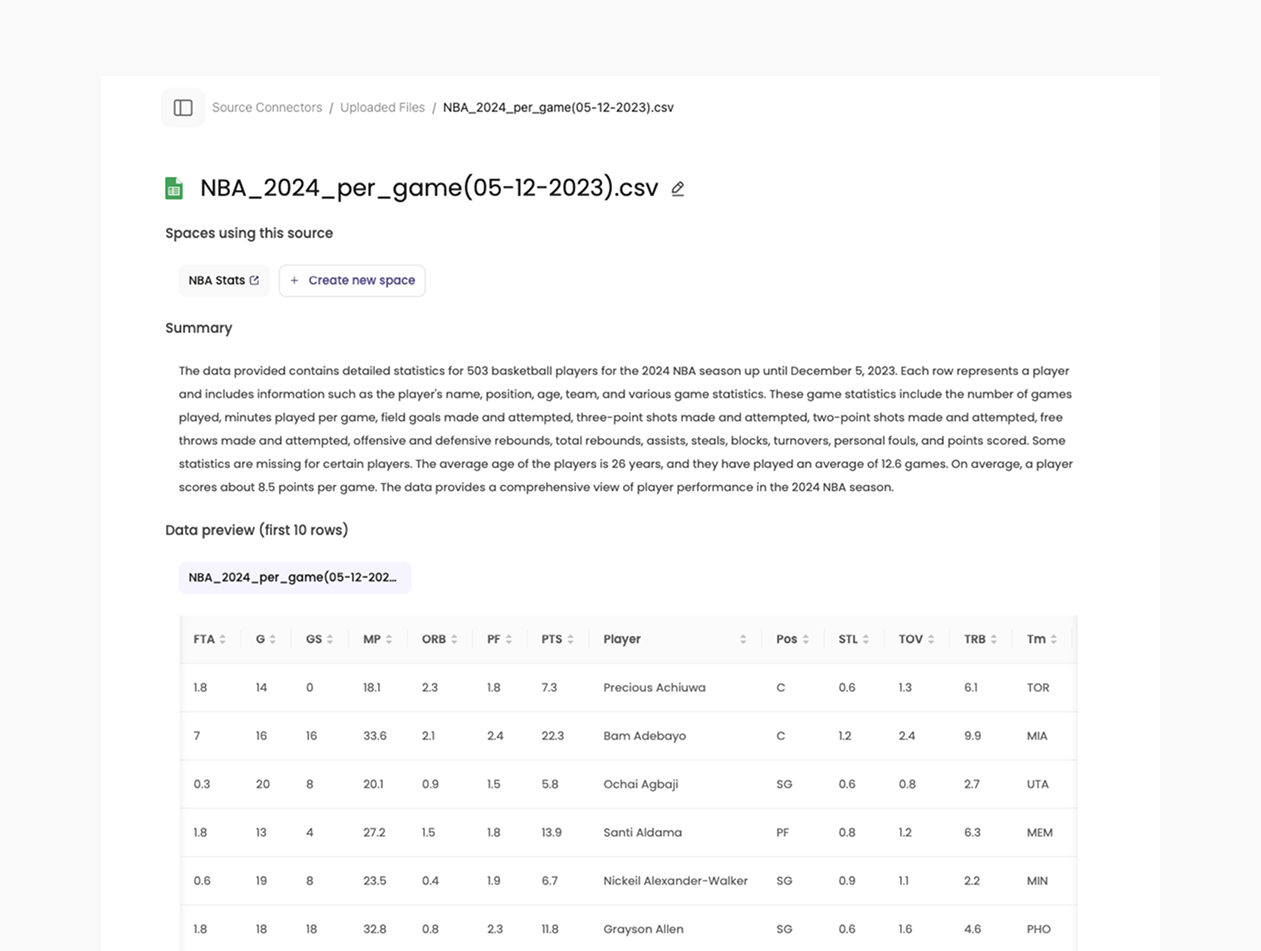 Source Connectors / Uploaded Files / NBA_2024_per_game(05-12-2023).csv
NBA_2024_per_game(05-12-2023).csv
Spaces using this source
NBA Stats
+ Create new space
Summary
The data provided contains detailed statistics for 503 basketball players for the 2024 NBA season up until December 5, 2023. Each row represents a player
and includes information such as the player's name, position, age, team, and various game statistics. These game statistics include the number of games
played, minutes played per game, field goals made and attempted, three-point shots made and attempted, two-point shots made and attempted, free
throws made and attempted, offensive and defensive rebounds, total rebounds, assists, steals, blocks, turnovers, personal fouls, and points scored. Some
statistics are missing for certain players. The average age of the players is 26 years, and they have played an average of 12.6 games. On average, a player
scores about 8.5 points per game. The data provides a comprehensive view of player performance in the 2024 NBA season.
Data preview (first 10 rows)
NBA_2024_per_game(05-12-202...
FTA G GS MP ORB PF PTS Player Pos STL TOV TRB Tm
1.8 14 0 18.1 2.3 1.8 7.3 Precious Achiuwa C 0.6 1.3 6.1 TOR
7 16 16 33.6 2.1 2.4 22.3 Bam Adebayo C 1.2 2.4 9.9 MIA
0.3 20 8 20.1 0.9 1.5 5.8 Ochai Agbaji SG 0.6 0.8 2.7 UTA
1.8 13 4 27.2 1.5 1.8 13.9 Santi Aldama PF 0.8 1.2 6.3 MEM
0.6 19 8 23.5 0.4 1.9 6.7 Nickeil Alexander-Walker SG 0.9 1.1 2.2 MIN
1.8 18 18 32.8 0.8 2.3 11.8 Grayson Allen SG 0.6 1.6 4.6 PHO